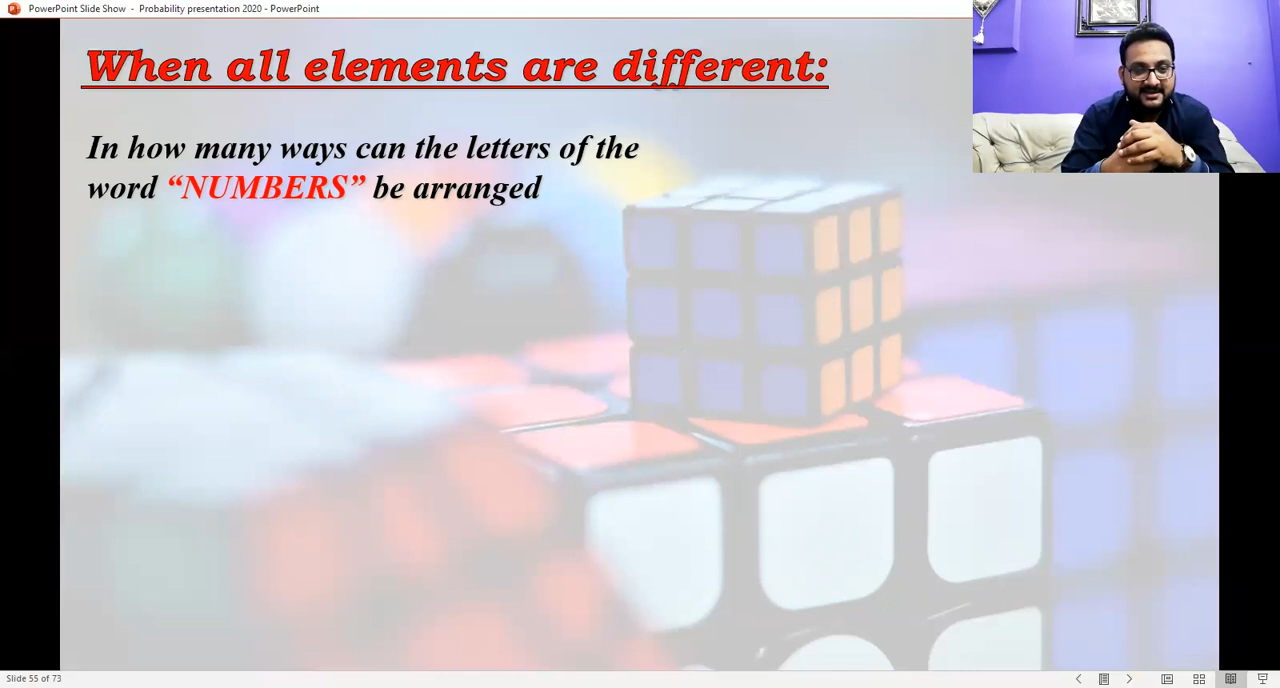 PowerPoint Slide Show - Probability presentation 2020 - PowerPoint
When all elements are different:
In how many ways can the letters of the
word “NUMBERS” be arranged
Slide 55 of 73